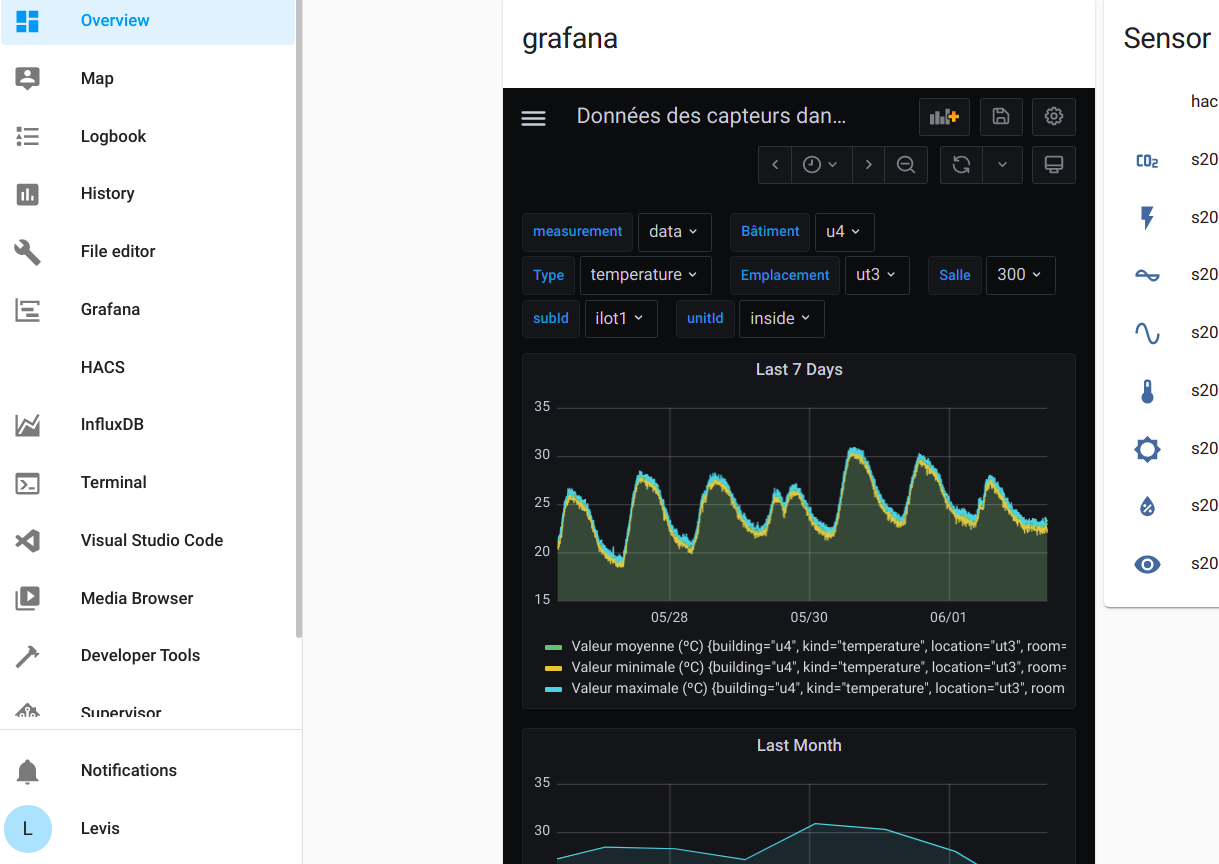 Overview
Map
Logbook
History
File editor
Grafana
HACS
InfluxDB
Terminal
Visual Studio Code
Media Browser
Developer Tools
Supervisor
Notifications
L Levis
grafana
Données des capteurs dan...
measurement data Bâtiment u4
Type temperature Emplacement ut3 Salle 300
subId ilot1 unitId inside
Last 7 Days
35
30
25
20
15
05/28 05/30 06/01
Valeur moyenne (ºC) {building="u4", kind="temperature", location="ut3", room=
Valeur minimale (ºC) {building="u4", kind="temperature", location="ut3", room=
Valeur maximale (ºC) {building="u4", kind="temperature", location="ut3", room
Last Month
35
30
Sensor
hac
CO2 s20
s20
s20
s20
s20
s20
s20
s20